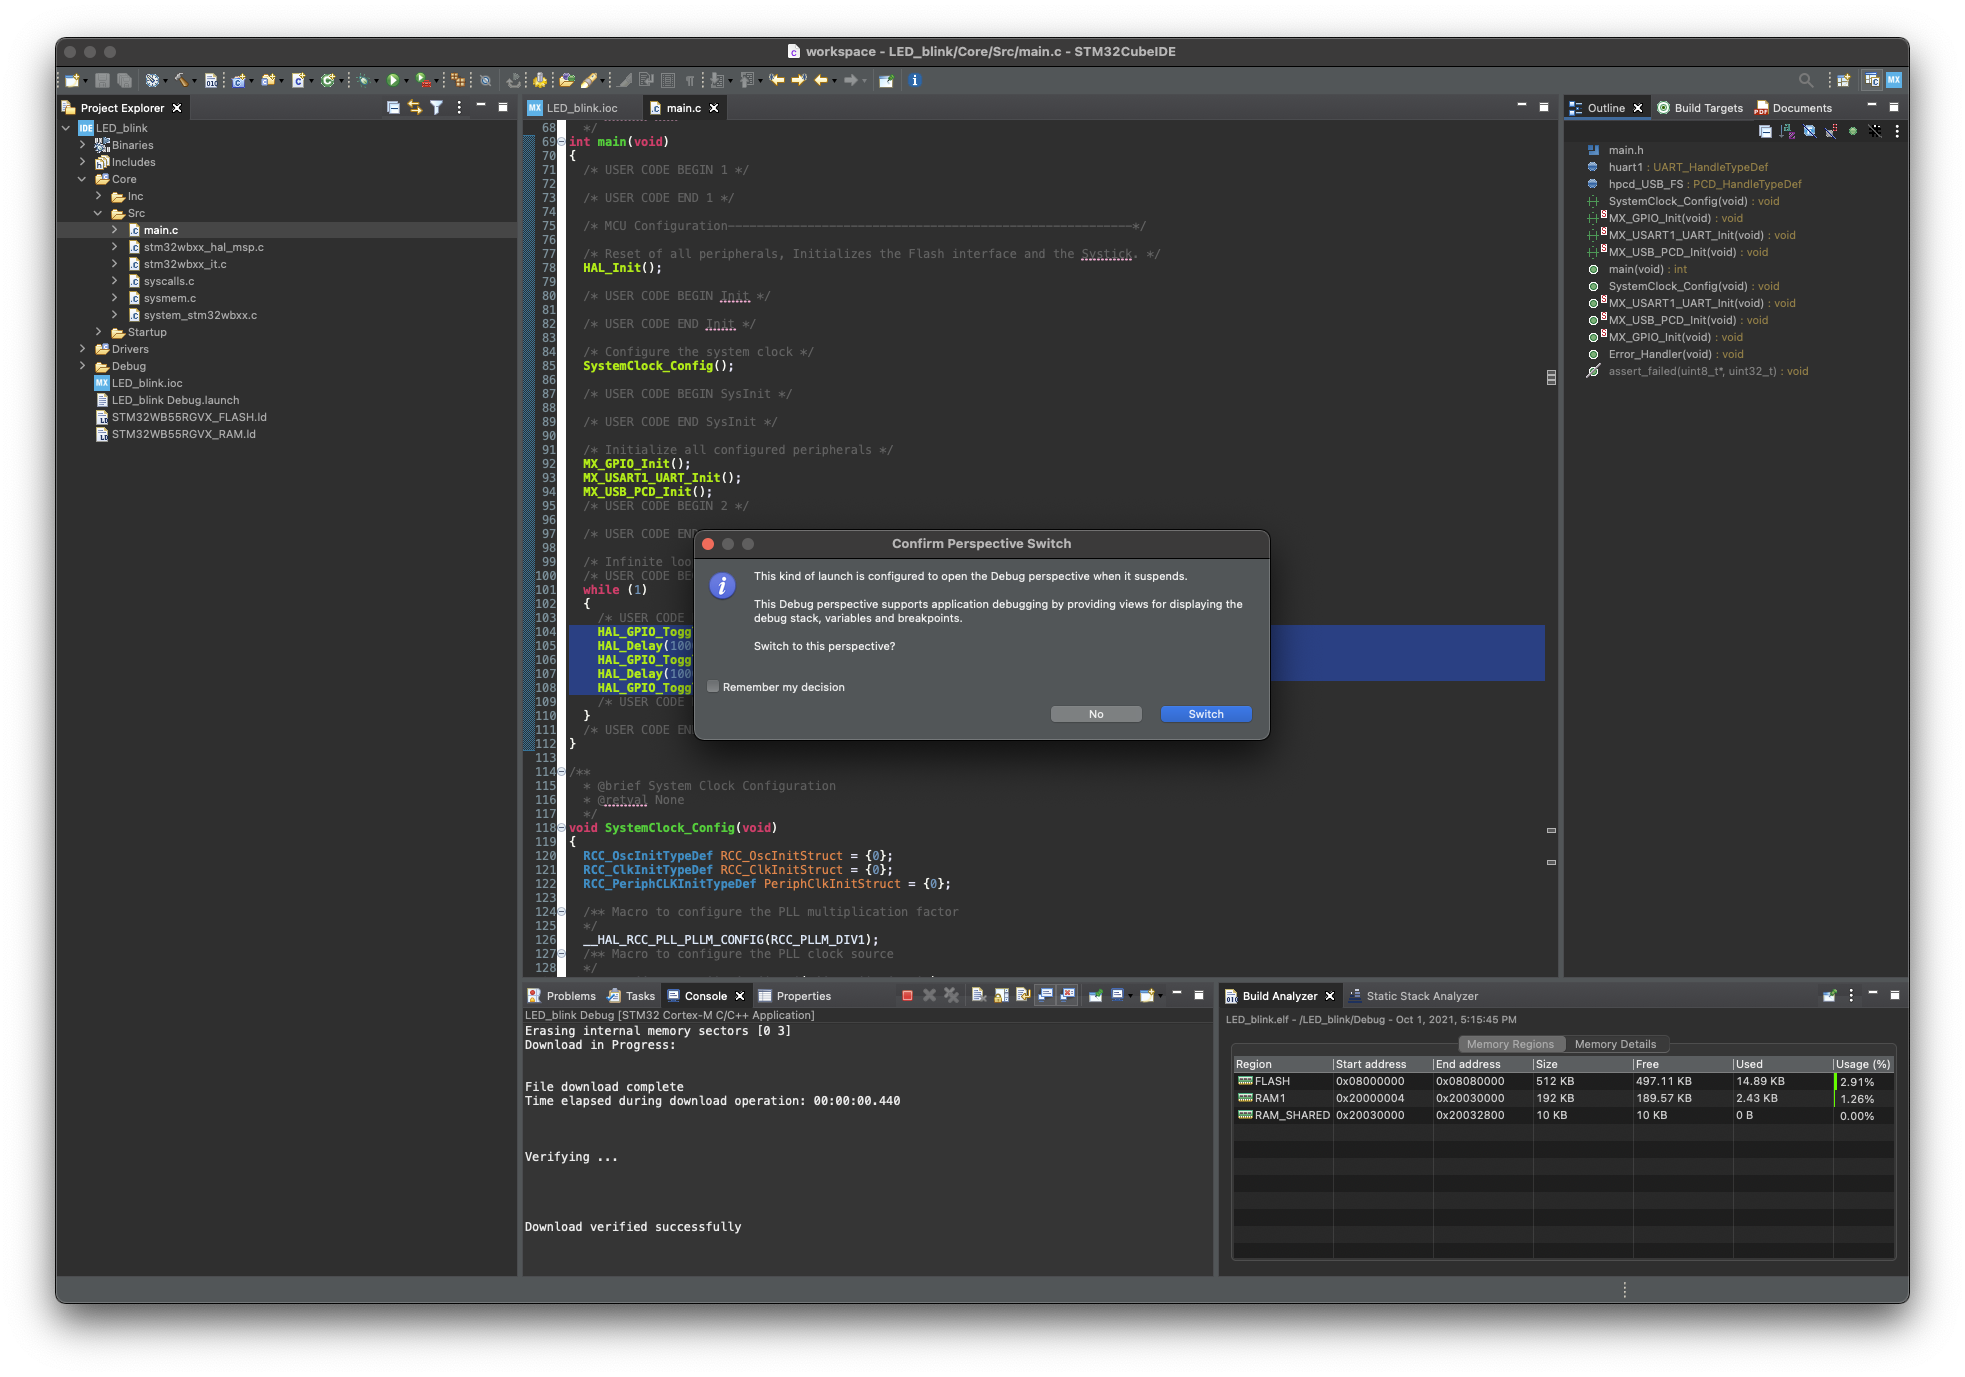 workspace - LED_blink/Core/Src/main.c - STM32CubeIDE
Project Explorer
LED_blink
Binaries
Includes
Core
Inc
Src
main.c
stm32wbxx_hal_msp.c
stm32wbxx_it.c
syscalls.c
sysmem.c
system_stm32wbxx.c
Startup
Drivers
Debug
LED_blink.ioc
LED_blink Debug.launch
STM32WB55RGVX_FLASH.ld
STM32WB55RGVX_RAM.ld
LED_blink.ioc
main.c
68 */
69 int main(void)
70 {
71 /* USER CODE BEGIN 1 */
72
73 /* USER CODE END 1 */
74
75 /* MCU Configuration--------------------------------------------------------*/
76
77 /* Reset of all peripherals, Initializes the Flash interface and the Systick. */
78 HAL_Init();
79
80 /* USER CODE BEGIN Init */
81
82 /* USER CODE END Init */
83
84 /* Configure the system clock */
85 SystemClock_Config();
86
87 /* USER CODE BEGIN SysInit */
88
89 /* USER CODE END SysInit */
90
91 /* Initialize all configured peripherals */
92 MX_GPIO_Init();
93 MX_USART1_UART_Init();
94 MX_USB_PCD_Init();
95 /* USER CODE BEGIN 2 */
96
97 /* USER CODE EN
98
99 /* Infinite loo
100 /* USER CODE BE
101 while (1)
102 {
103 /* USER CODE
104 HAL_GPIO_Togg
105 HAL_Delay(100
106 HAL_GPIO_Togg
107 HAL_Delay(100
108 HAL_GPIO_Togg
109 /* USER CODE
110 }
111 /* USER CODE EN
112 }
113
114 /**
115 * @brief System Clock Configuration
116 * @retval None
117 */
118 void SystemClock_Config(void)
119 {
120 RCC_OscInitTypeDef RCC_OscInitStruct = {0};
121 RCC_ClkInitTypeDef RCC_ClkInitStruct = {0};
122 RCC_PeriphCLKInitTypeDef PeriphClkInitStruct = {0};
123
124 /** Macro to configure the PLL multiplication factor
125 */
126 __HAL_RCC_PLL_PLLM_CONFIG(RCC_PLLM_DIV1);
127 /** Macro to configure the PLL clock source
128 */
Confirm Perspective Switch
This kind of launch is configured to open the Debug perspective when it suspends.
This Debug perspective supports application debugging by providing views for displaying the
debug stack, variables and breakpoints.
Switch to this perspective?
Remember my decision
No
Switch
Outline
Build Targets
Documents
main.h
huart1 : UART_HandleTypeDef
hpcd_USB_FS : PCD_HandleTypeDef
SystemClock_Config(void) : void
MX_GPIO_Init(void) : void
MX_USART1_UART_Init(void) : void
MX_USB_PCD_Init(void) : void
main(void) : int
SystemClock_Config(void) : void
MX_USART1_UART_Init(void) : void
MX_USB_PCD_Init(void) : void
MX_GPIO_Init(void) : void
Error_Handler(void) : void
assert_failed(uint8_t*, uint32_t) : void
Problems
Tasks
Console
Properties
LED_blink Debug [STM32 Cortex-M C/C++ Application]
Erasing internal memory sectors [0 3]
Download in Progress:
File download complete
Time elapsed during download operation: 00:00:00.440
Verifying ...
Download verified successfully
Build Analyzer
Static Stack Analyzer
LED_blink.elf - /LED_blink/Debug - Oct 1, 2021, 5:15:45 PM
Memory Regions
Memory Details
Region Start address End address Size Free Used Usage (%)
FLASH 0x08000000 0x08080000 512 KB 497.11 KB 14.89 KB 2.91%
RAM1 0x20000004 0x20030000 192 KB 189.57 KB 2.43 KB 1.26%
RAM_SHARED 0x20030000 0x20032800 10 KB 10 KB 0 B 0.00%